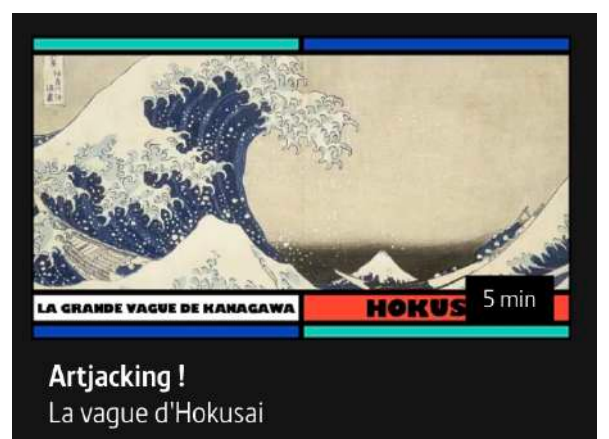 LA GRANDE VAGUE DE KANAGAWA
HOKUS
5 min
Artjacking !
La vague d'Hokusai